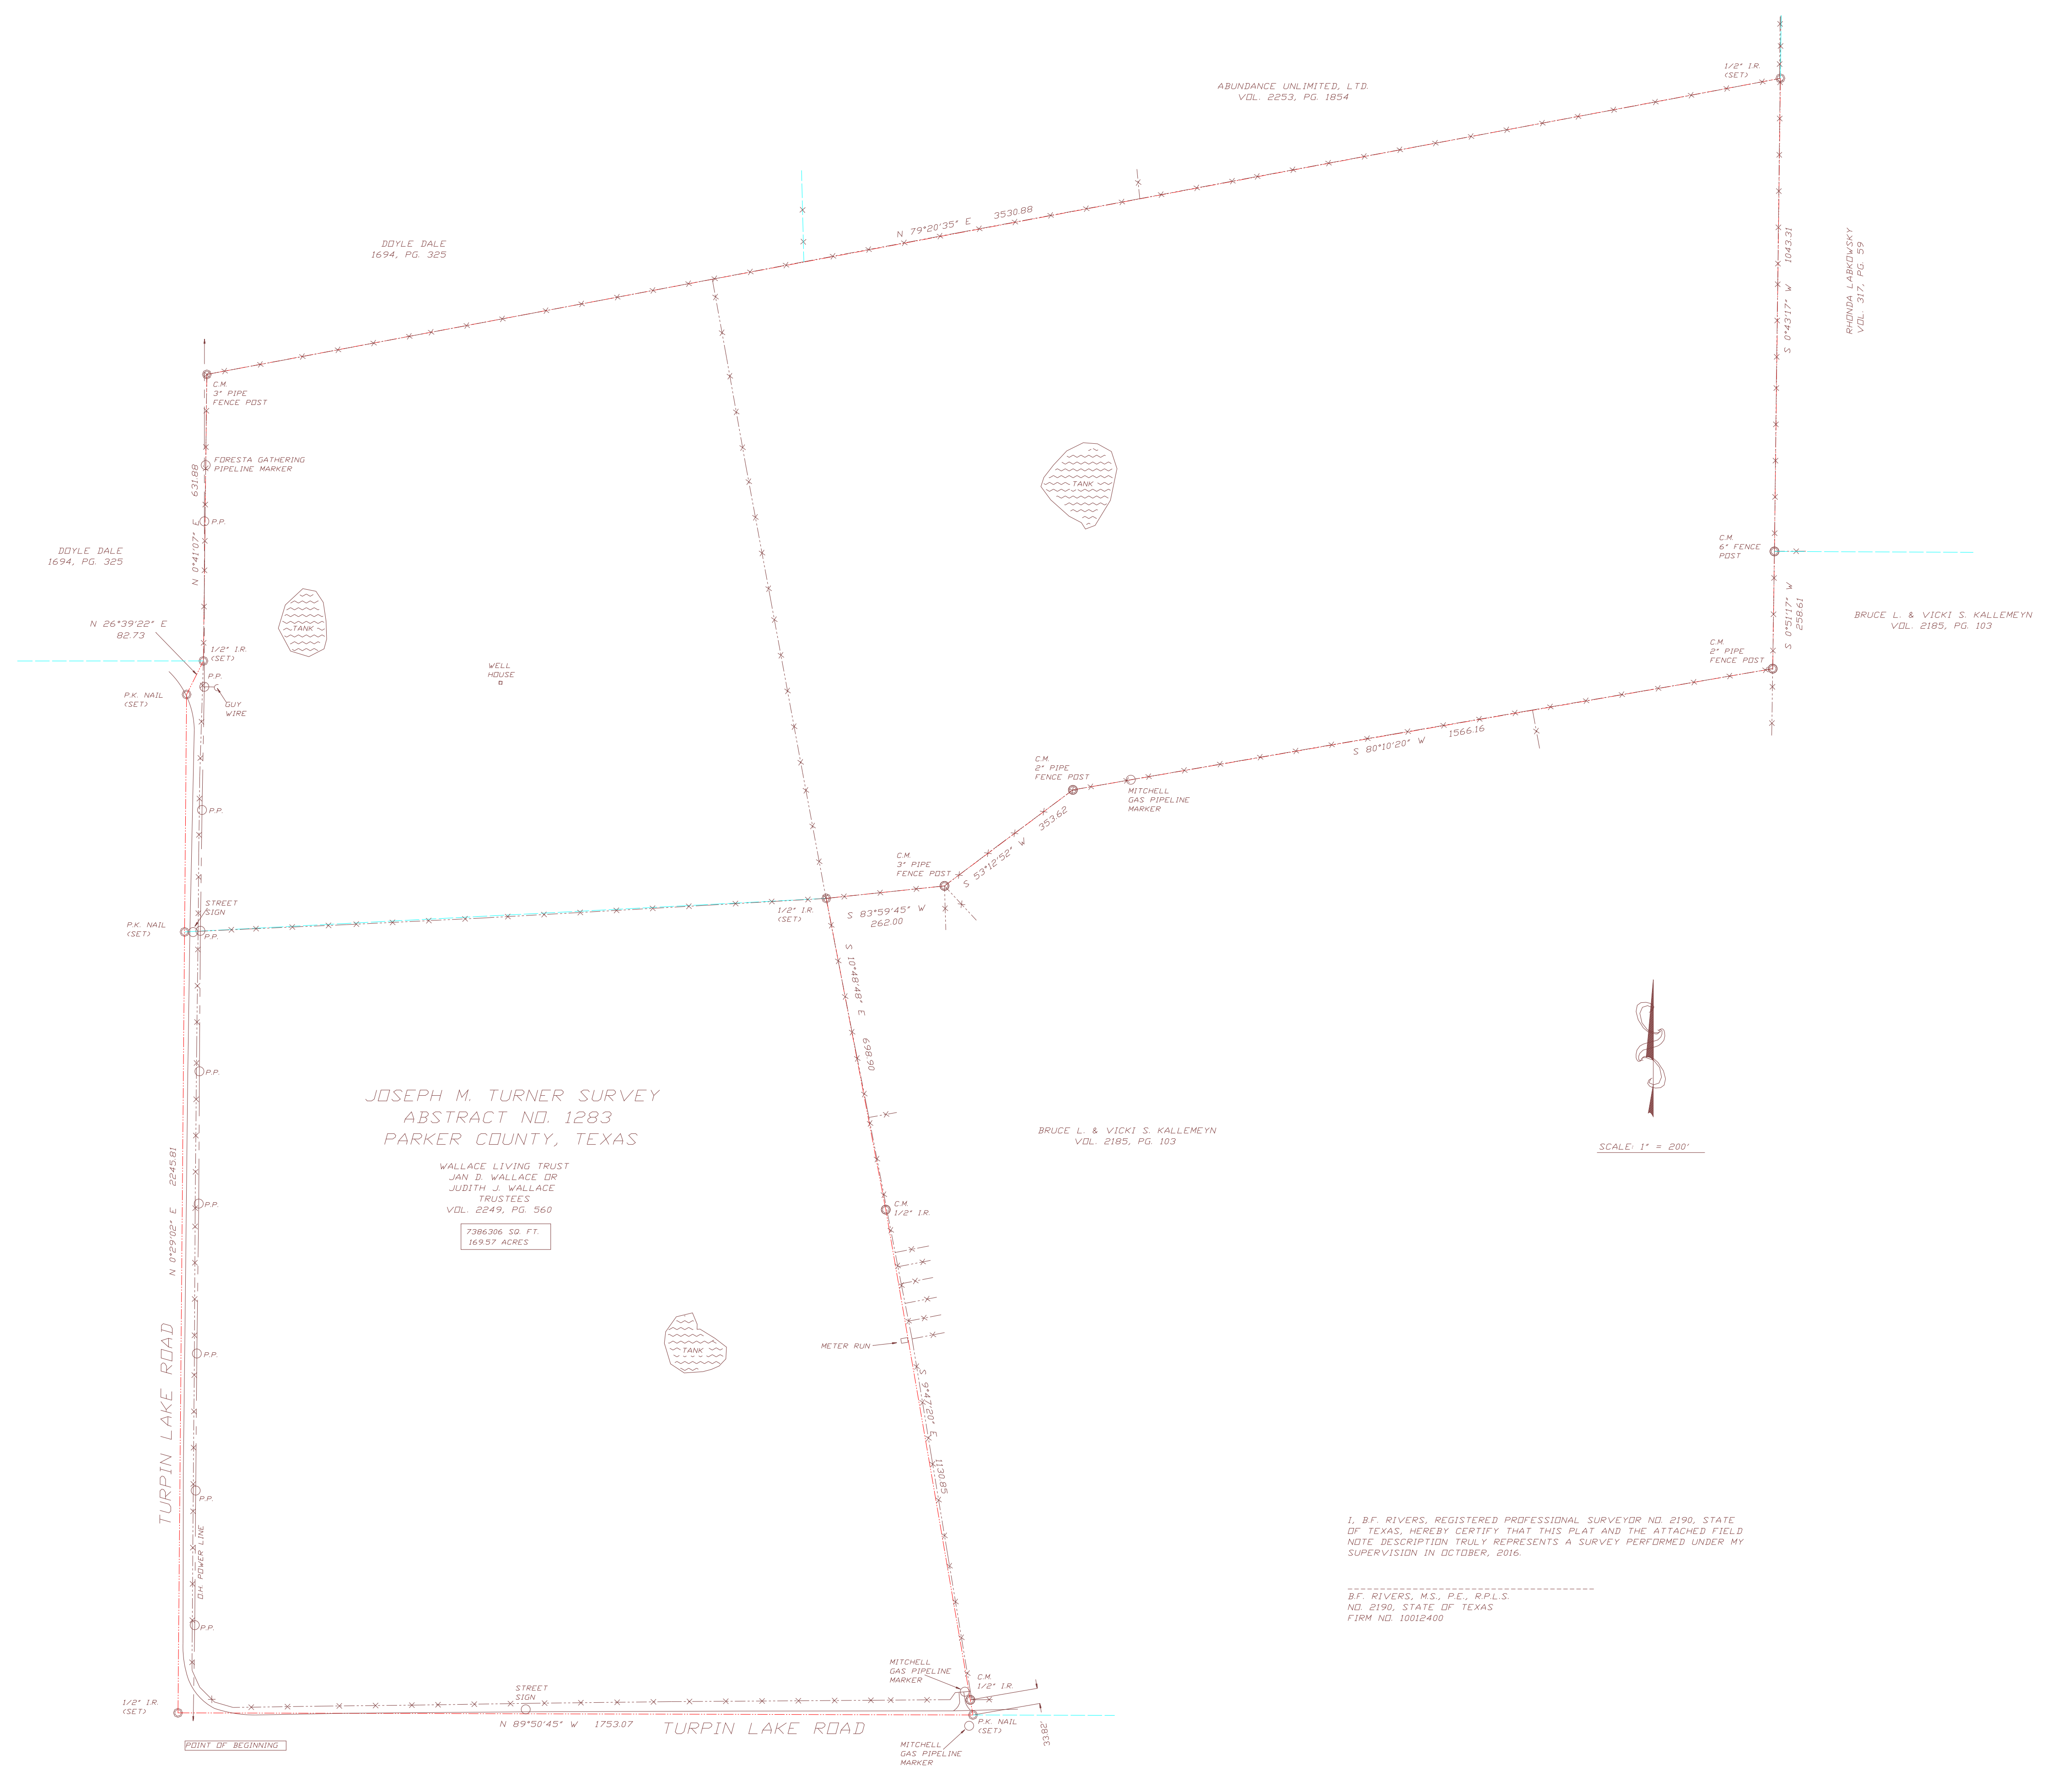 1/2" I.R.
(SET)
ABUNDANCE UNLIMITED, LTD.
VOL. 2253, PG. 1854
N 79°20'35" E 3530.88
DOYLE DALE
1694, PG. 325
S 0°43'17" W 1043.31
RHONDA LABKOWSKY
VOL. 317, PG. 59.
C.M.
3" PIPE
FENCE POST
FORESTA GATHERING
PIPELINE MARKER
N 0°41'07" E 631.88
P.P.
TANK
DOYLE DALE
1694, PG. 325
C.M.
6" FENCE
POST
N 26°39'22" E
82.73
TANK
S 0°51'17" W
258.61
BRUCE L. & VICKI S. KALLEMEYN
VOL. 2185, PG. 103
1/2" I.R.
(SET)
P.P.
C.M.
2" PIPE
FENCE POST
WELL
HOUSE
P.K. NAIL
(SET)
GUY
WIRE
S 80°10'20" W 1566.16
C.M.
2" PIPE
FENCE POST
MITCHELL
GAS PIPELINE
MARKER
P.P.
353.62
S 53°12'52" W
C.M.
3" PIPE
FENCE POST
STREET
SIGN
P.K. NAIL
(SET)
P.P.
1/2" I.R.
(SET)
S 83°59'45" W
262.00
S 10°48'48" E 698.90
P.P.
JOSEPH M. TURNER SURVEY
ABSTRACT NO. 1283
PARKER COUNTY, TEXAS
BRUCE L. & VICKI S. KALLEMEYN
VOL. 2185, PG. 103
SCALE: 1" = 200'
WALLACE LIVING TRUST
JAN D. WALLACE OR
JUDITH J. WALLACE
TRUSTEES
VOL. 2249, PG. 560
7386306 SQ. FT.
169.57 ACRES
N 0°29'02" E 2245.81
P.P.
C.M.
1/2" I.R.
TURPIN LAKE ROAD
P.P.
TANK
METER RUN
S 9°47'20" E 1130.85
P.P.
O.H. POWER LINE
P.P.
I, B.F. RIVERS, REGISTERED PROFESSIONAL SURVEYOR NO. 2190, STATE
OF TEXAS, HEREBY CERTIFY THAT THIS PLAT AND THE ATTACHED FIELD
NOTE DESCRIPTION TRULY REPRESENTS A SURVEY PERFORMED UNDER MY
SUPERVISION IN OCTOBER, 2016.
B.F. RIVERS, M.S., P.E., R.P.L.S.
NO. 2190, STATE OF TEXAS
FIRM NO. 10012400
MITCHELL
GAS PIPELINE
MARKER
C.M.
1/2" I.R.
1/2" I.R.
(SET)
STREET
SIGN
N 89°50'45" W 1753.07
TURPIN LAKE ROAD
P.K. NAIL
(SET)
33.82'
POINT OF BEGINNING
MITCHELL
GAS PIPELINE
MARKER